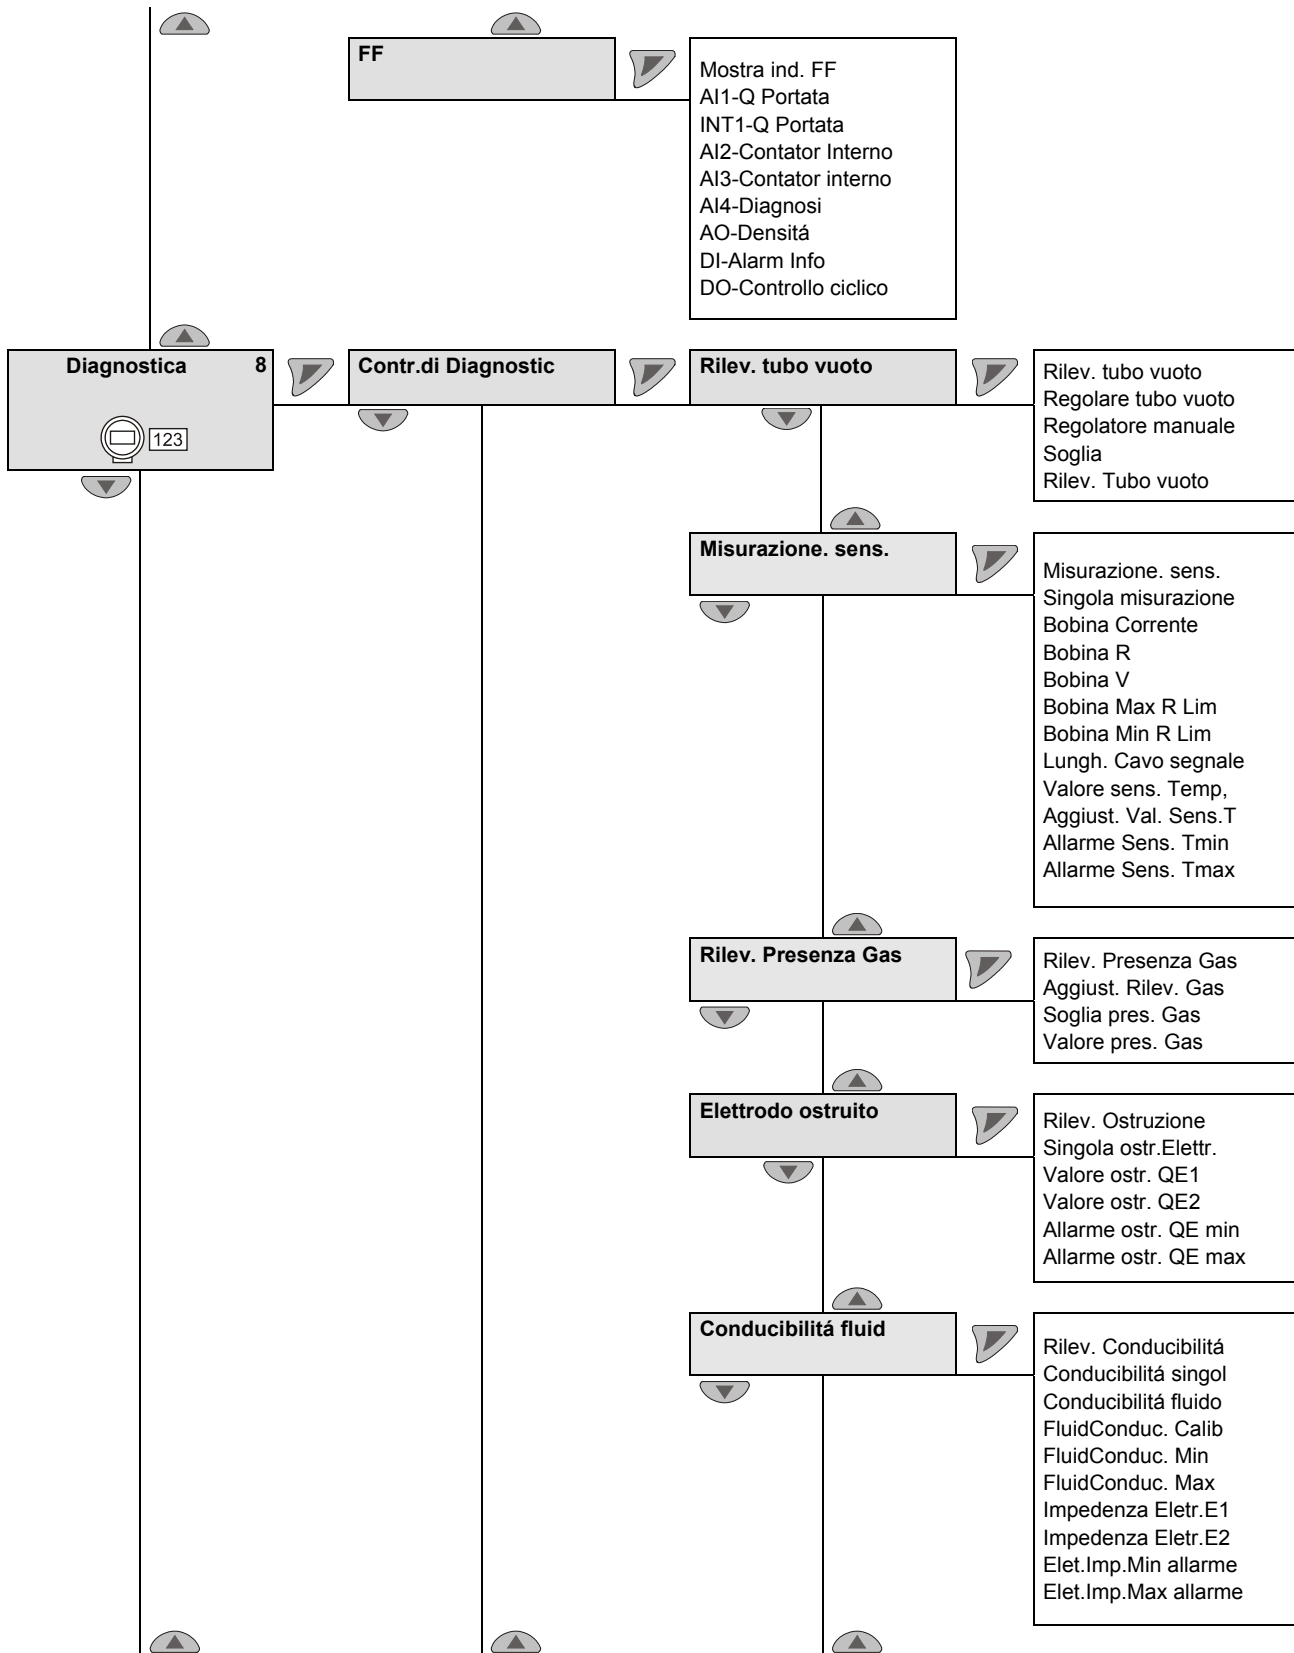 FF
Mostra ind. FF
AI1-Q Portata
INT1-Q Portata
AI2-Contator Interno
AI3-Contator interno
AI4-Diagnosi
AO-Densitá
DI-Alarm Info
DO-Controllo ciclico
Diagnostica 8
123
Contr.di Diagnostic
Rilev. tubo vuoto
Rilev. tubo vuoto
Regolare tubo vuoto
Regolatore manuale
Soglia
Rilev. Tubo vuoto
Misurazione. sens.
Misurazione. sens.
Singola misurazione
Bobina Corrente
Bobina R
Bobina V
Bobina Max R Lim
Bobina Min R Lim
Lungh. Cavo segnale
Valore sens. Temp,
Aggiust. Val. Sens.T
Allarme Sens. Tmin
Allarme Sens. Tmax
Rilev. Presenza Gas
Rilev. Presenza Gas
Aggiust. Rilev. Gas
Soglia pres. Gas
Valore pres. Gas
Elettrodo ostruito
Rilev. Ostruzione
Singola ostr.Elettr.
Valore ostr. QE1
Valore ostr. QE2
Allarme ostr. QE min
Allarme ostr. QE max
Conducibilitá fluid
Rilev. Conducibilitá
Conducibilitá singol
Conducibilitá fluido
FluidConduc. Calib
FluidConduc. Min
FluidConduc. Max
Impedenza Eletr.E1
Impedenza Eletr.E2
Elet.Imp.Min allarme
Elet.Imp.Max allarme